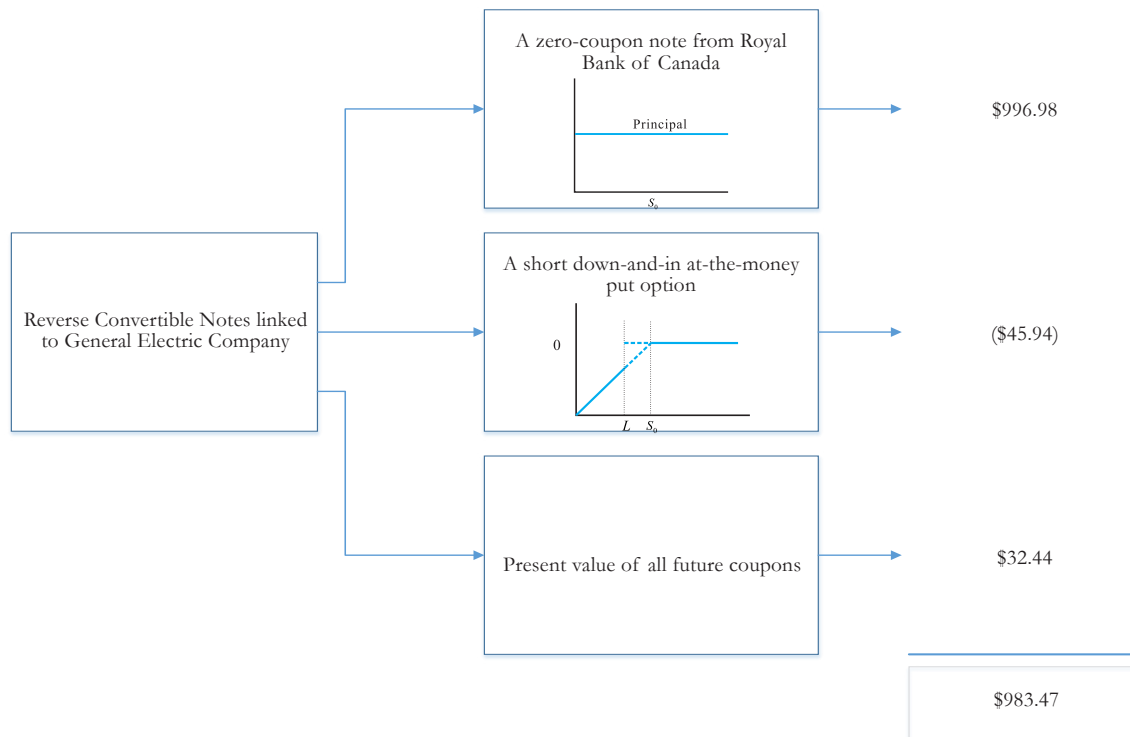 A zero-coupon note from Royal
Bank of Canada
Principal
S₀
$996.98
Reverse Convertible Notes linked
to General Electric Company
A short down-and-in at-the-money
put option
0
L S₀
($45.94)
Present value of all future coupons
$32.44
$983.47